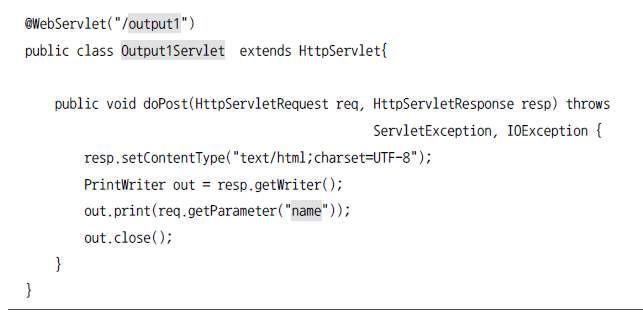 @WebServlet("/output1")
public class Output1Servlet  extends HttpServlet{
    public void doPost(HttpServletRequest req, HttpServletResponse resp) throws
                                               ServletException, IOException {
        resp.setContentType("text/html;charset=UTF-8");
        PrintWriter out = resp.getWriter();
        out.print(req.getParameter("name"));
        out.close();
    }
}